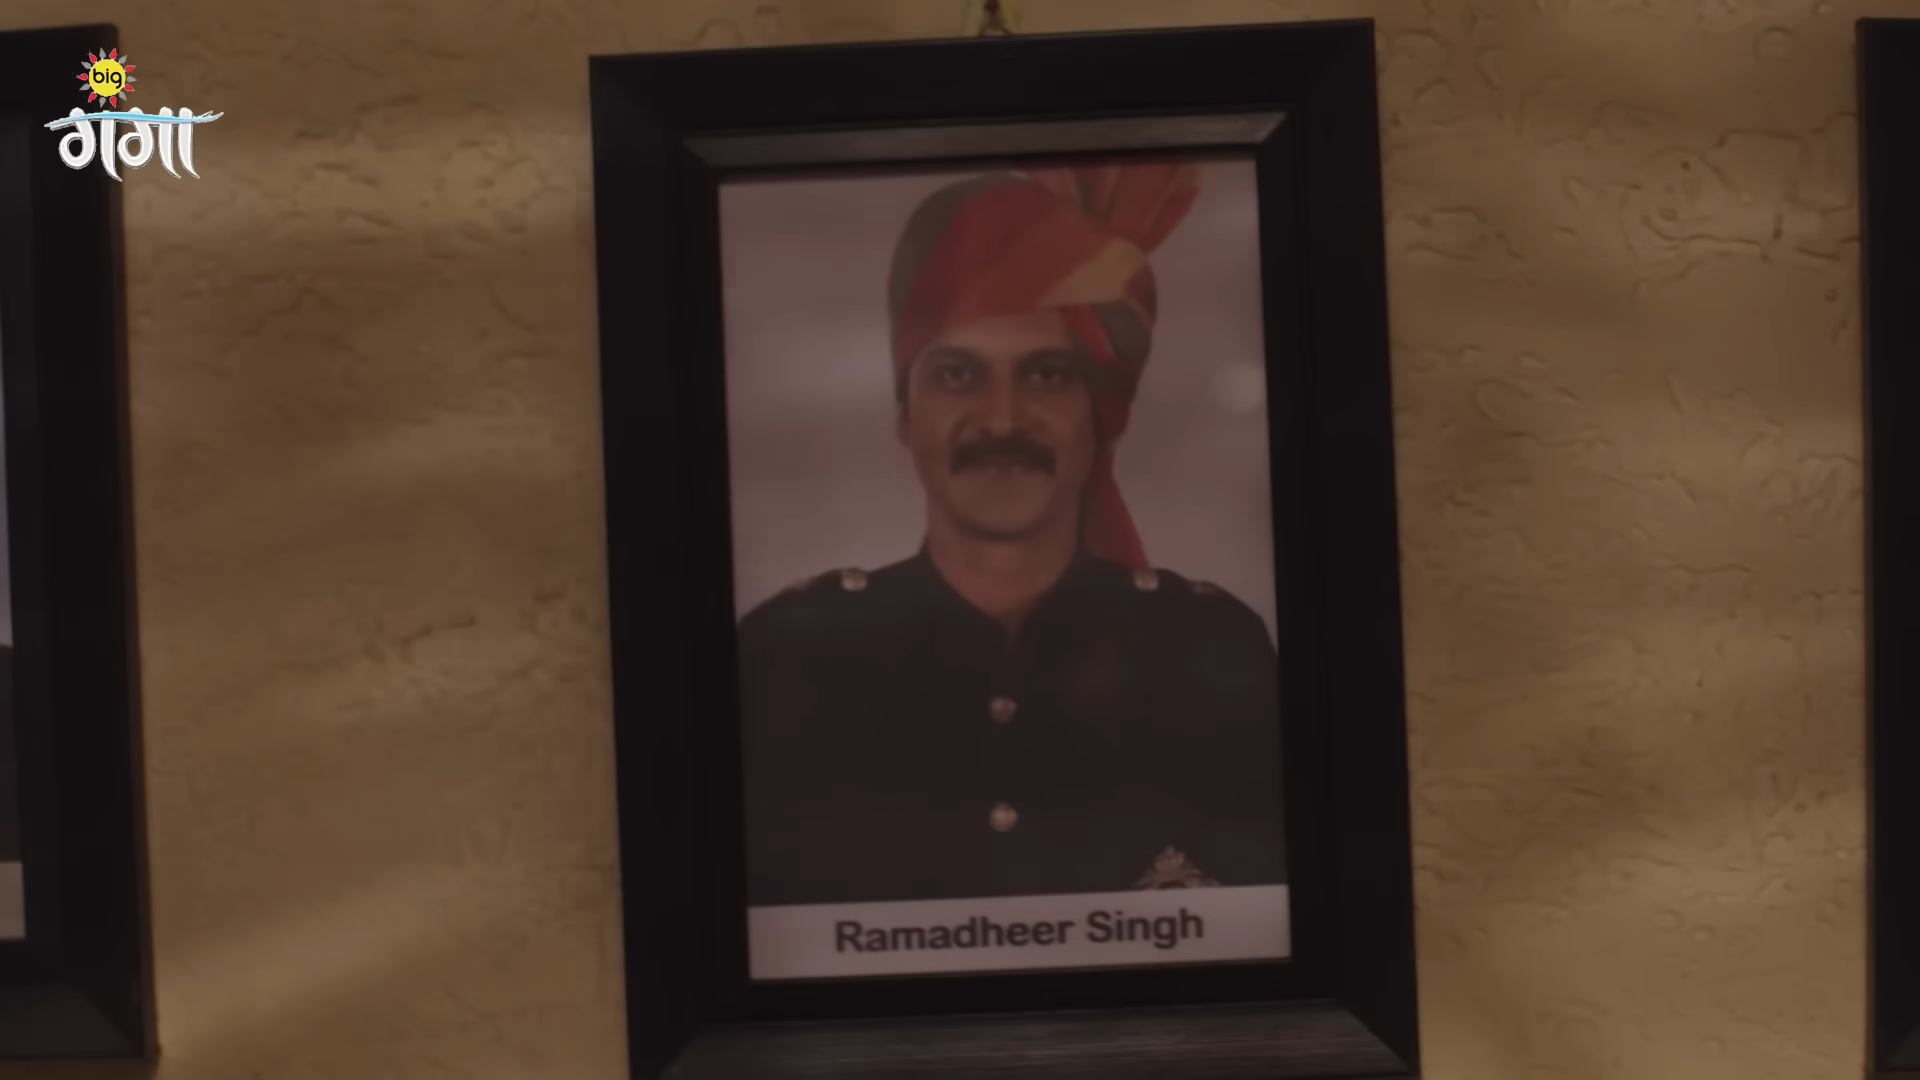 big
गंगा
Ramadheer Singh